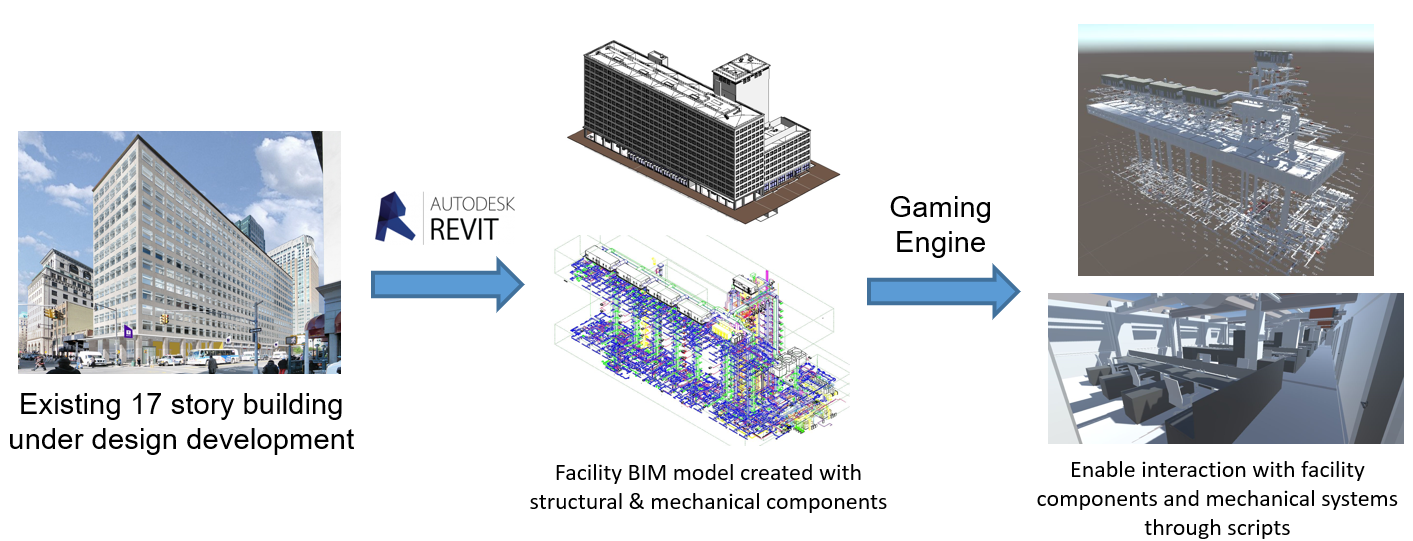 Existing 17 story building
under design development
AUTODESK
REVIT
Facility BIM model created with
structural & mechanical components
Gaming
Engine
Enable interaction with facility
components and mechanical systems
through scripts